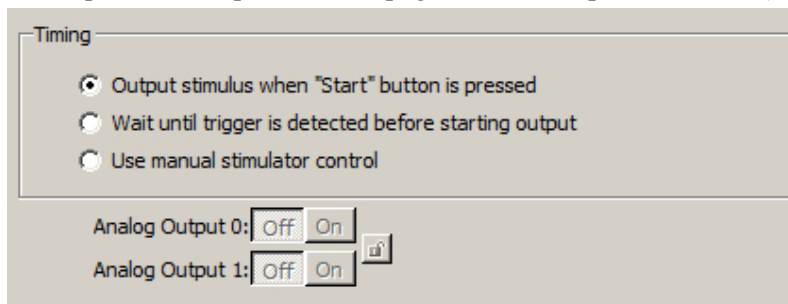 Timing
Output stimulus when "Start" button is pressed
Wait until trigger is detected before starting output
Use manual stimulator control
Analog Output 0: Off On
Analog Output 1: Off On